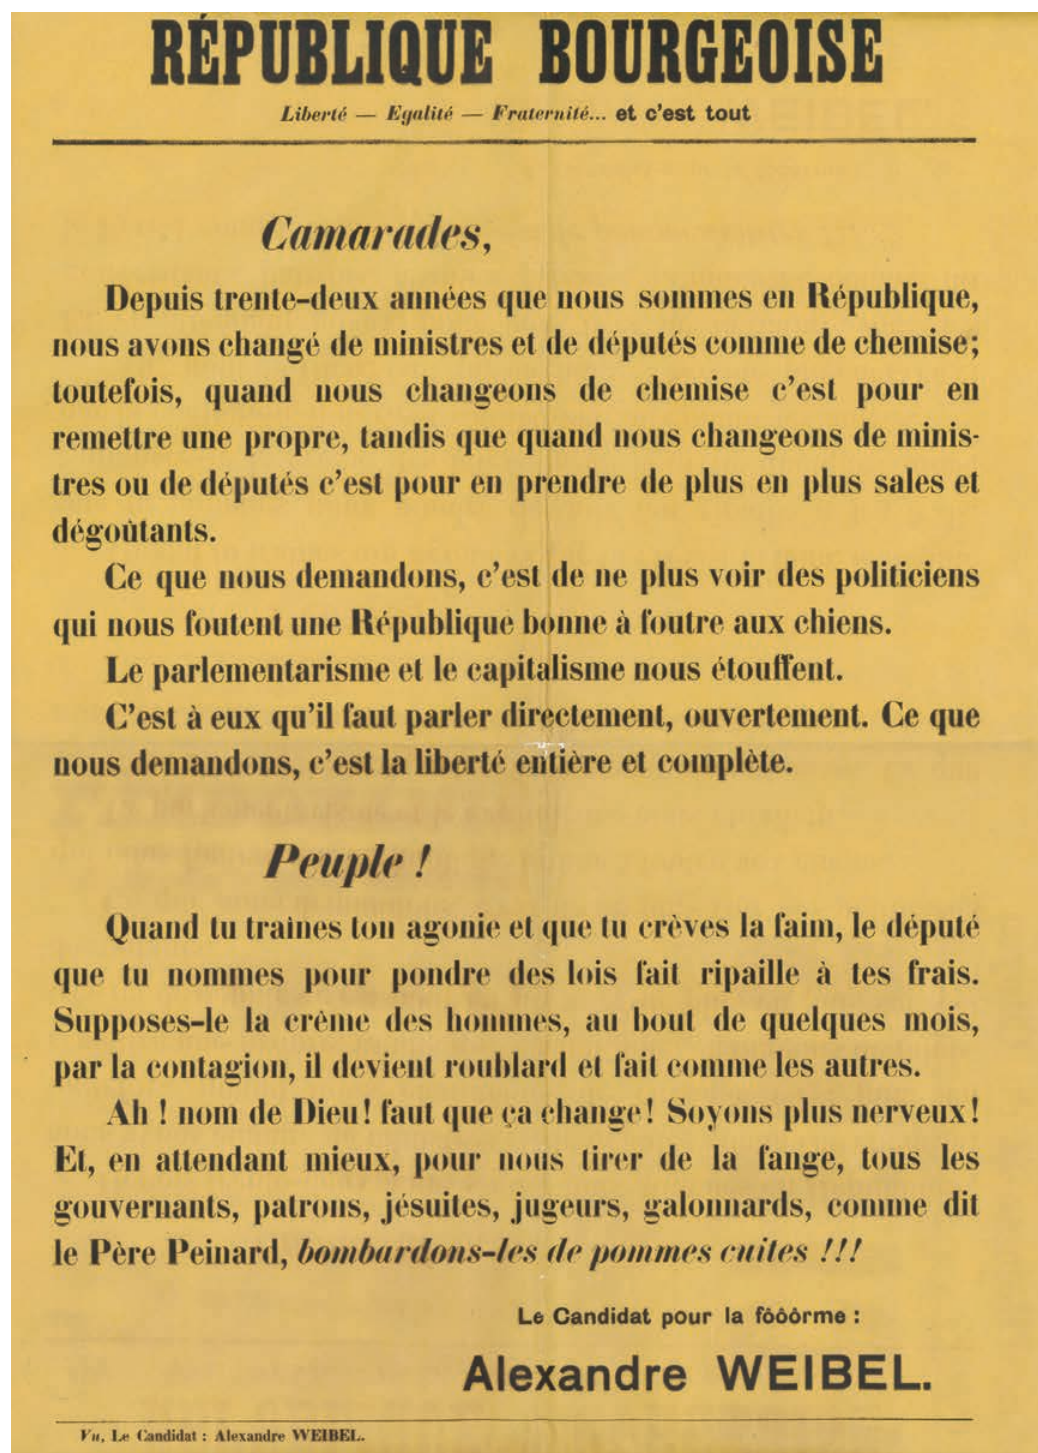 RÉPUBLIQUE BOURGEOISE
Liberté — Egalité — Fraternité... et c'est tout
Camarades,
Depuis trente-deux années que nous sommes en République,
nous avons changé de ministres et de députés comme de chemise;
toutefois, quand nous changeons de chemise c'est pour en
remettre une propre, tandis que quand nous changeons de minis-
tres ou de députés c'est pour en prendre de plus en plus sales et
dégoûtants.
Ce que nous demandons, c'est de ne plus voir des politiciens
qui nous foutent une République bonne à foutre aux chiens.
Le parlementarisme et le capitalisme nous étouffent.
C'est à eux qu'il faut parler directement, ouvertement. Ce que
nous demandons, c'est la liberté entière et complète.
Peuple !
Quand tu traînes ton agonie et que tu crèves la faim, le député
que tu nommes pour pondre des lois fait ripaille à tes frais.
Supposes-le la crème des hommes, au bout de quelques mois,
par la contagion, il devient roublard et fait comme les autres.
Ah ! nom de Dieu! faut que ça change! Soyons plus nerveux!
Et, en attendant mieux, pour nous tirer de la fange, tous les
gouvernants, patrons, jésuites, jugeurs, galonnards, comme dit
le Père Peinard, bombardons-les de pommes cuites !!!
Le Candidat pour la fôôôrme :
Alexandre WEIBEL.
Vu, Le Candidat : Alexandre WEIBEL.